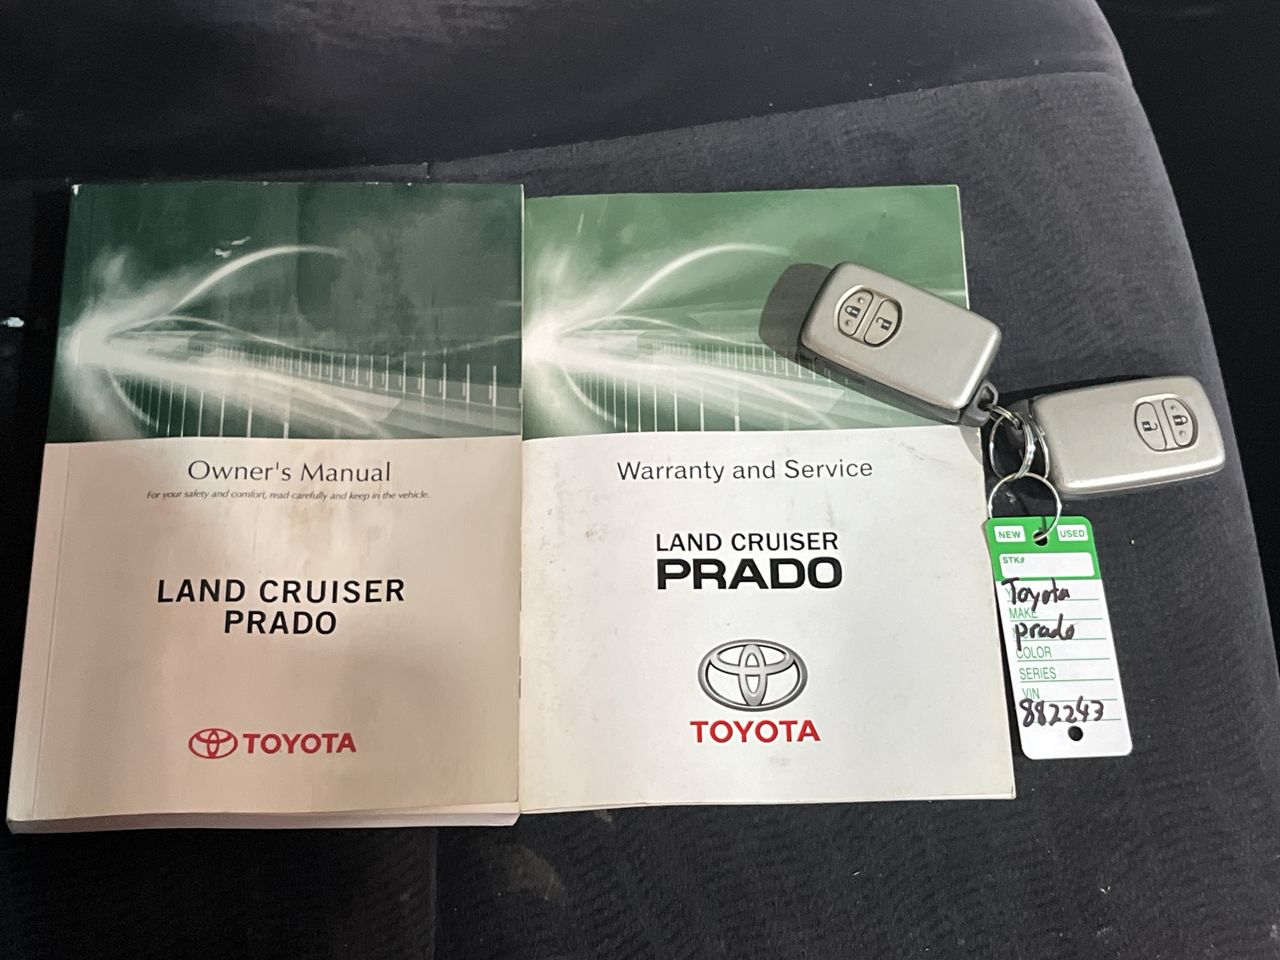 Owner's Manual
For your safety and comfort, read carefully and keep in the vehicle.
LAND CRUISER
PRADO
TOYOTA
Warranty and Service
LAND CRUISER
PRADO
TOYOTA
NEW USED
STK#
Toyota
MAKE
prado
COLOR
SERIES
VIN
882243